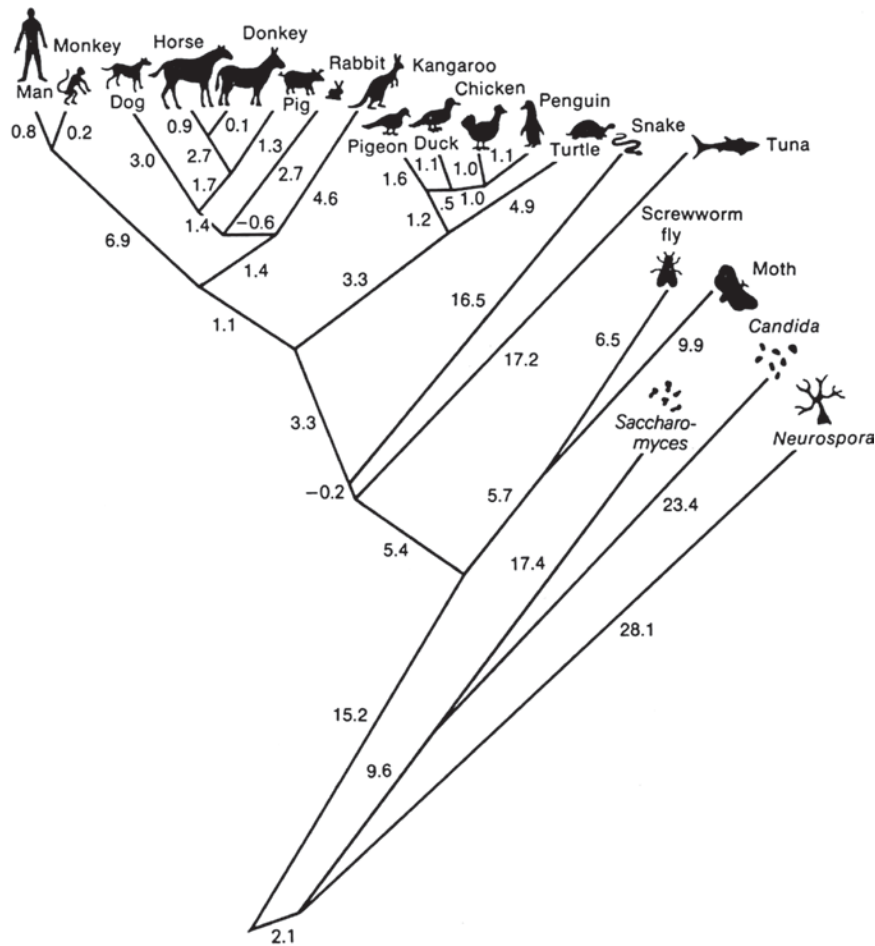 Monkey
Horse
Donkey
Rabbit
Kangaroo
Man
Dog
Pig
Chicken
Penguin
Pigeon
Duck
Turtle
Snake
Tuna
0.8
0.2
0.9
0.1
3.0
2.7
1.3
1.7
2.7
1.6
1.1
1.0
1.1
.5
1.0
4.6
1.4
−0.6
1.2
4.9
Screwworm
fly
Moth
6.9
1.4
3.3
16.5
1.1
17.2
6.5
9.9
Candida
Saccharo-
myces
Neurospora
3.3
−0.2
5.7
23.4
5.4
17.4
28.1
15.2
9.6
2.1